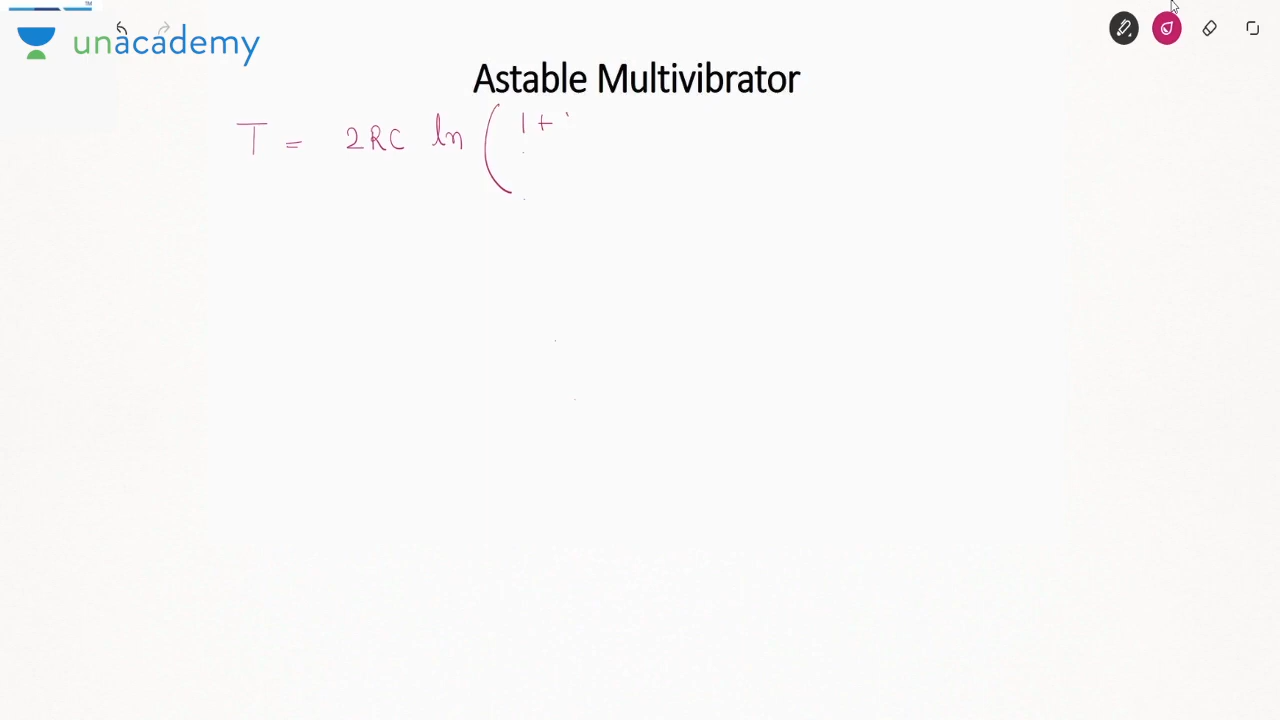 unacademy
Astable Multivibrator
T = 2RC ln ( 1 +